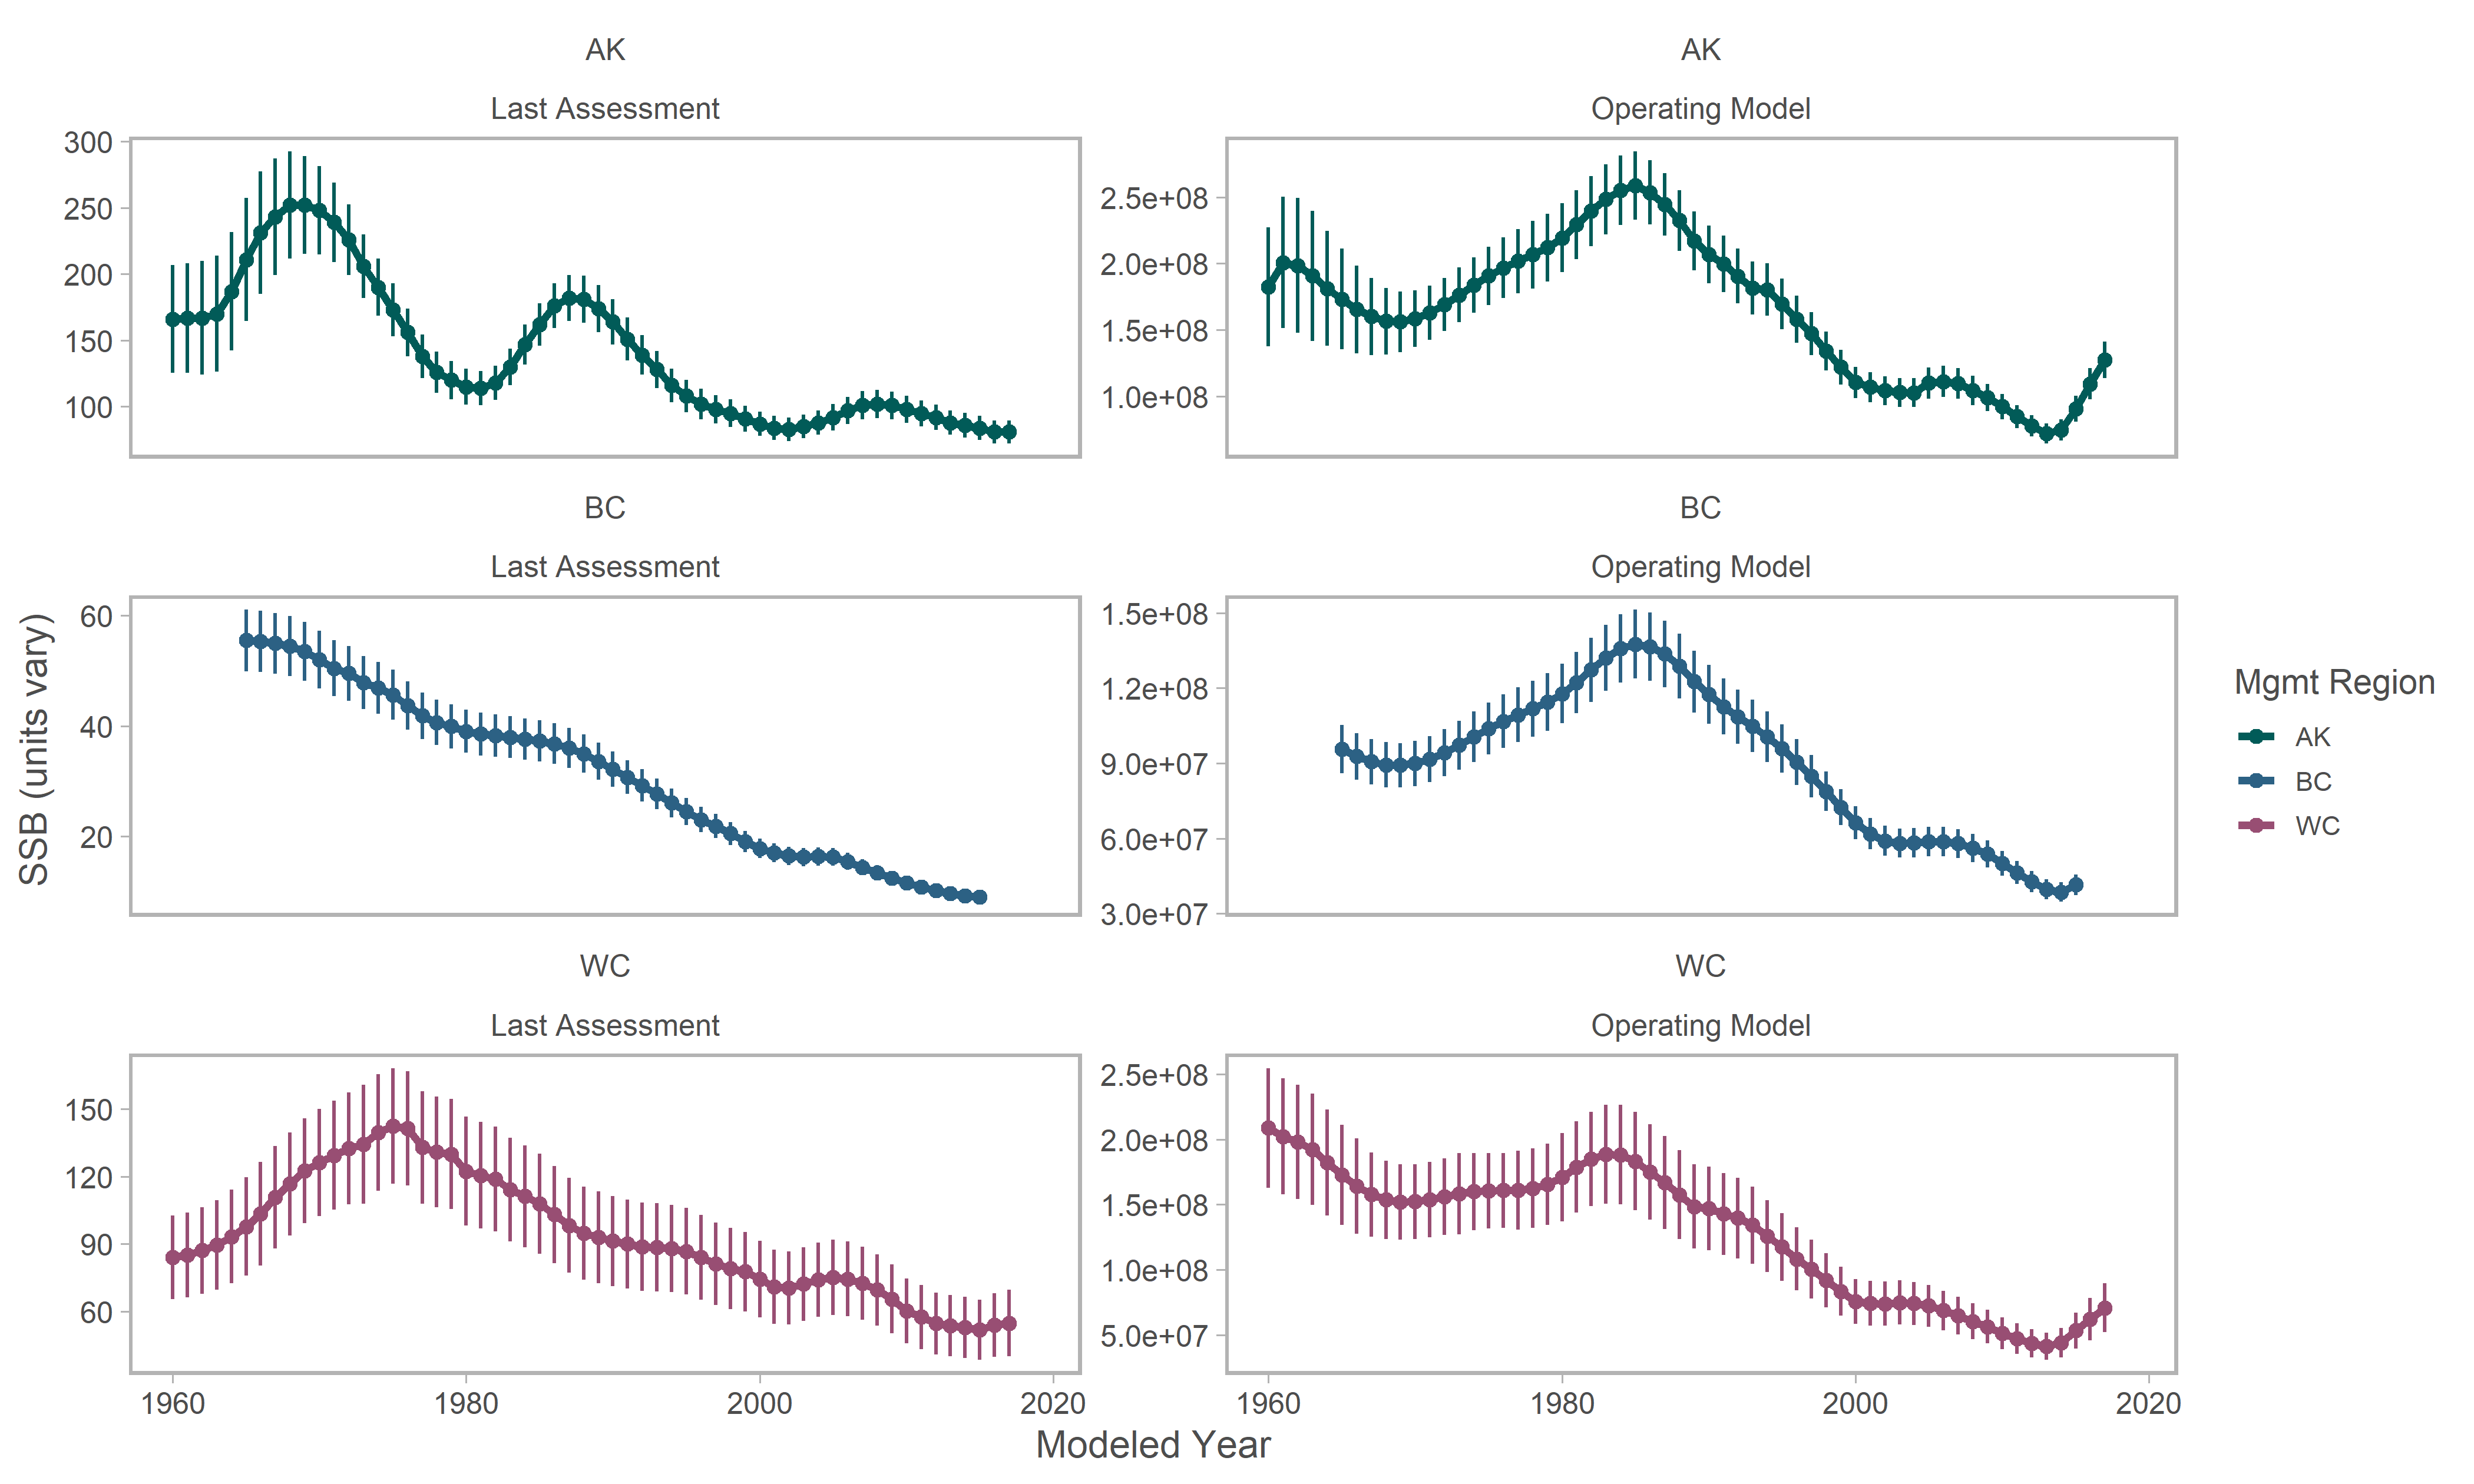 AK
Last Assessment
300
250
200
150
100
AK
Operating Model
2.5e+08
2.0e+08
1.5e+08
1.0e+08
BC
Last Assessment
60
40
20
BC
Operating Model
1.5e+08
1.2e+08
9.0e+07
6.0e+07
3.0e+07
WC
Last Assessment
150
120
90
60
1960 1980 2000 2020
WC
Operating Model
2.5e+08
2.0e+08
1.5e+08
1.0e+08
5.0e+07
1960 1980 2000 2020
SSB (units vary)
Modeled Year
Mgmt Region
AK
BC
WC